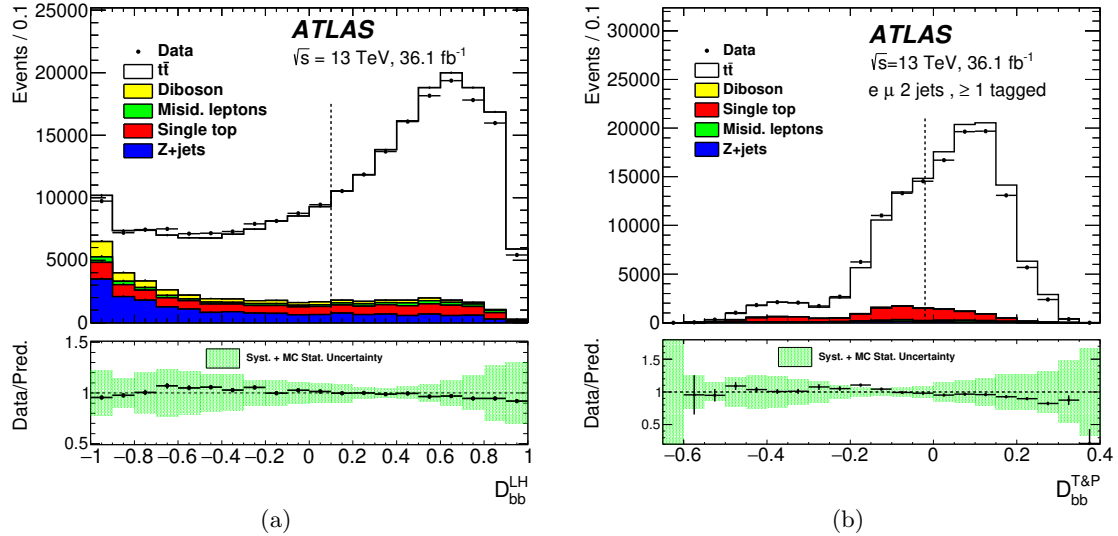 Events / 0.1
25000
20000
15000
10000
5000
0
ATLAS
√s = 13 TeV, 36.1 fb⁻¹
Data
tt̄
Diboson
Misid. leptons
Single top
Z+jets
Data/Pred.
1.5
1
0.5
Syst. + MC Stat. Uncertainty
−1 −0.8 −0.6 −0.4 −0.2 0 0.2 0.4 0.6 0.8 1
D_bb^LH
(a)
Events / 0.1
30000
25000
20000
15000
10000
5000
0
ATLAS
√s=13 TeV, 36.1 fb⁻¹
e μ 2 jets , ≥ 1 tagged
Data
tt̄
Diboson
Single top
Misid. leptons
Z+jets
Data/Pred.
1.5
1
0.5
Syst. + MC Stat. Uncertainty
−0.6 −0.4 −0.2 0 0.2 0.4
D_bb^T&P
(b)